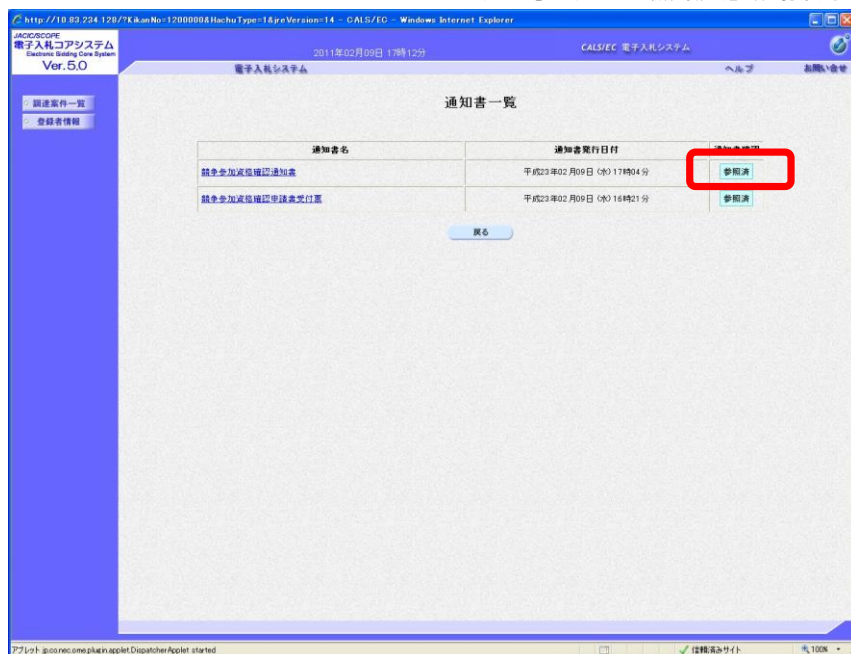 http://10.83.234.128/?KikanNo=1200000&HachuType=1&jreVersion=14 - CALS/EC - Windows Internet Explorer
JACIC/SCOPE
電子入札コアシステム
Electronic Bidding Core System
Ver.5.0
2011年02月09日 17時12分
CALS/EC 電子入札システム
電子入札システム
ヘルプ
お問い合せ
調達案件一覧
登録者情報
通知書一覧
通知書名
通知書発行日付
通知書確認
競争参加資格確認通知書
平成23年02月09日 (水) 17時04分
参照済
競争参加資格確認申請書受付票
平成23年02月09日 (水) 16時21分
参照済
戻る
アプレット jp.co.nec.ome.plugin.applet.DispatcherApplet started
信頼済みサイト
100%